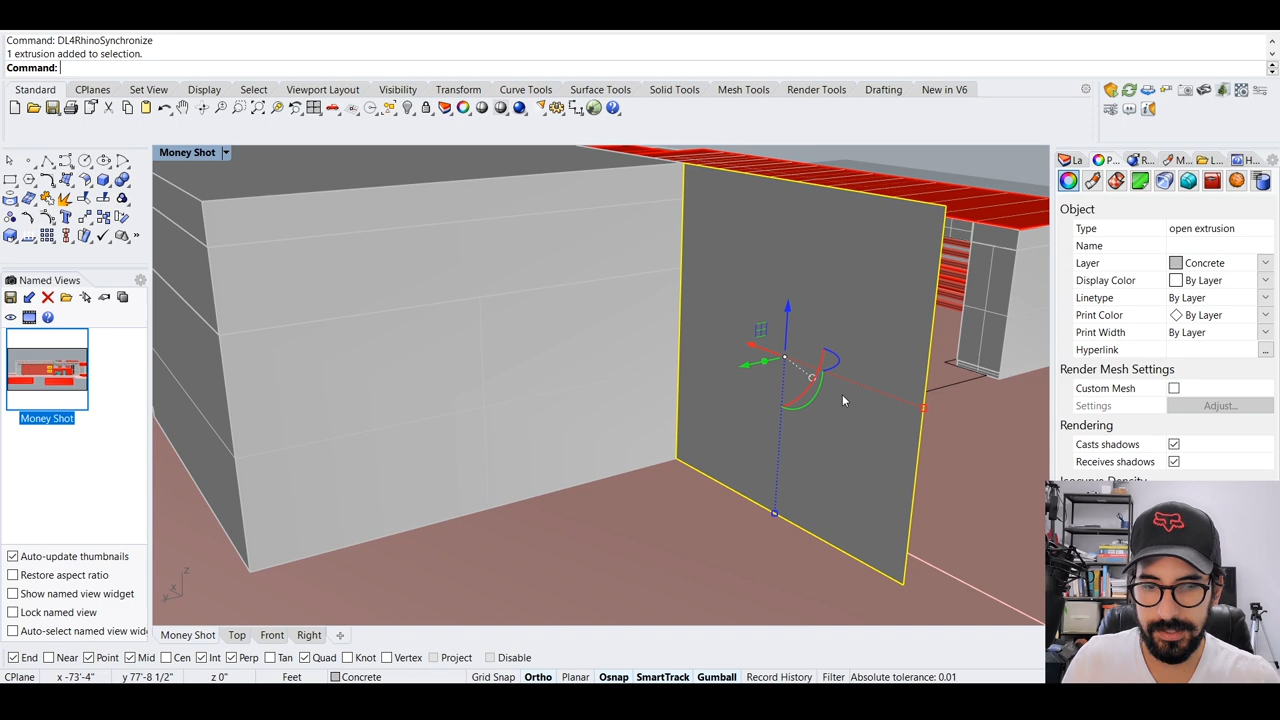 Command: DL4RhinoSynchronize
1 extrusion added to selection.
Command:
Standard CPlanes Set View Display Select Viewport Layout Visibility Transform Curve Tools Surface Tools Solid Tools Mesh Tools Render Tools Drafting New in V6
Money Shot
La P... R... M... L... H...
Named Views
Money Shot
Auto-update thumbnails
Restore aspect ratio
Show named view widget
Lock named view
Auto-select named view wid
Object
Type open extrusion
Name
Layer Concrete
Display Color By Layer
Linetype By Layer
Print Color By Layer
Print Width By Layer
Hyperlink ...
Render Mesh Settings
Custom Mesh
Settings Adjust...
Rendering
Casts shadows
Receives shadows
z
x
y
Money Shot Top Front Right
End Near Point Mid Cen Int Perp Tan Quad Knot Vertex Project Disable
CPlane x -73'-4" y 77'-8 1/2" z 0" Feet Concrete Grid Snap Ortho Planar Osnap SmartTrack Gumball Record History Filter Absolute tolerance: 0.01